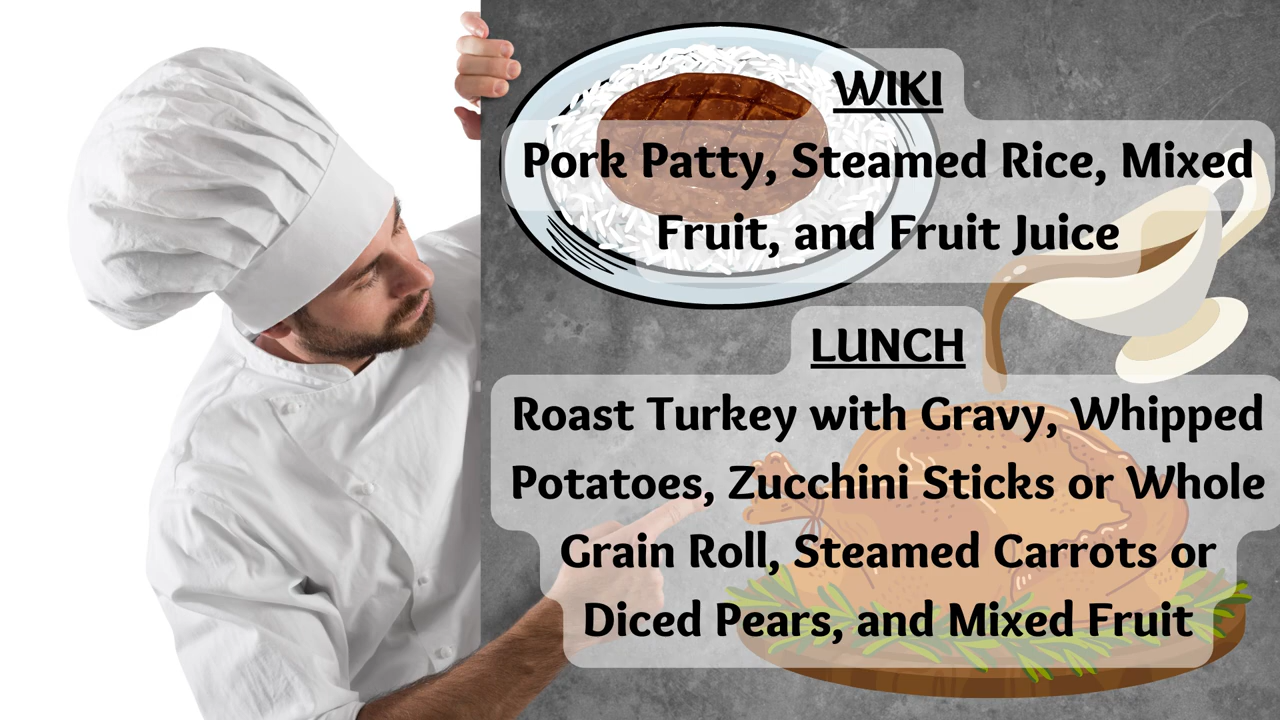 WIKI
Pork Patty, Steamed Rice, Mixed
Fruit, and Fruit Juice
LUNCH
Roast Turkey with Gravy, Whipped
Potatoes, Zucchini Sticks or Whole
Grain Roll, Steamed Carrots or
Diced Pears, and Mixed Fruit